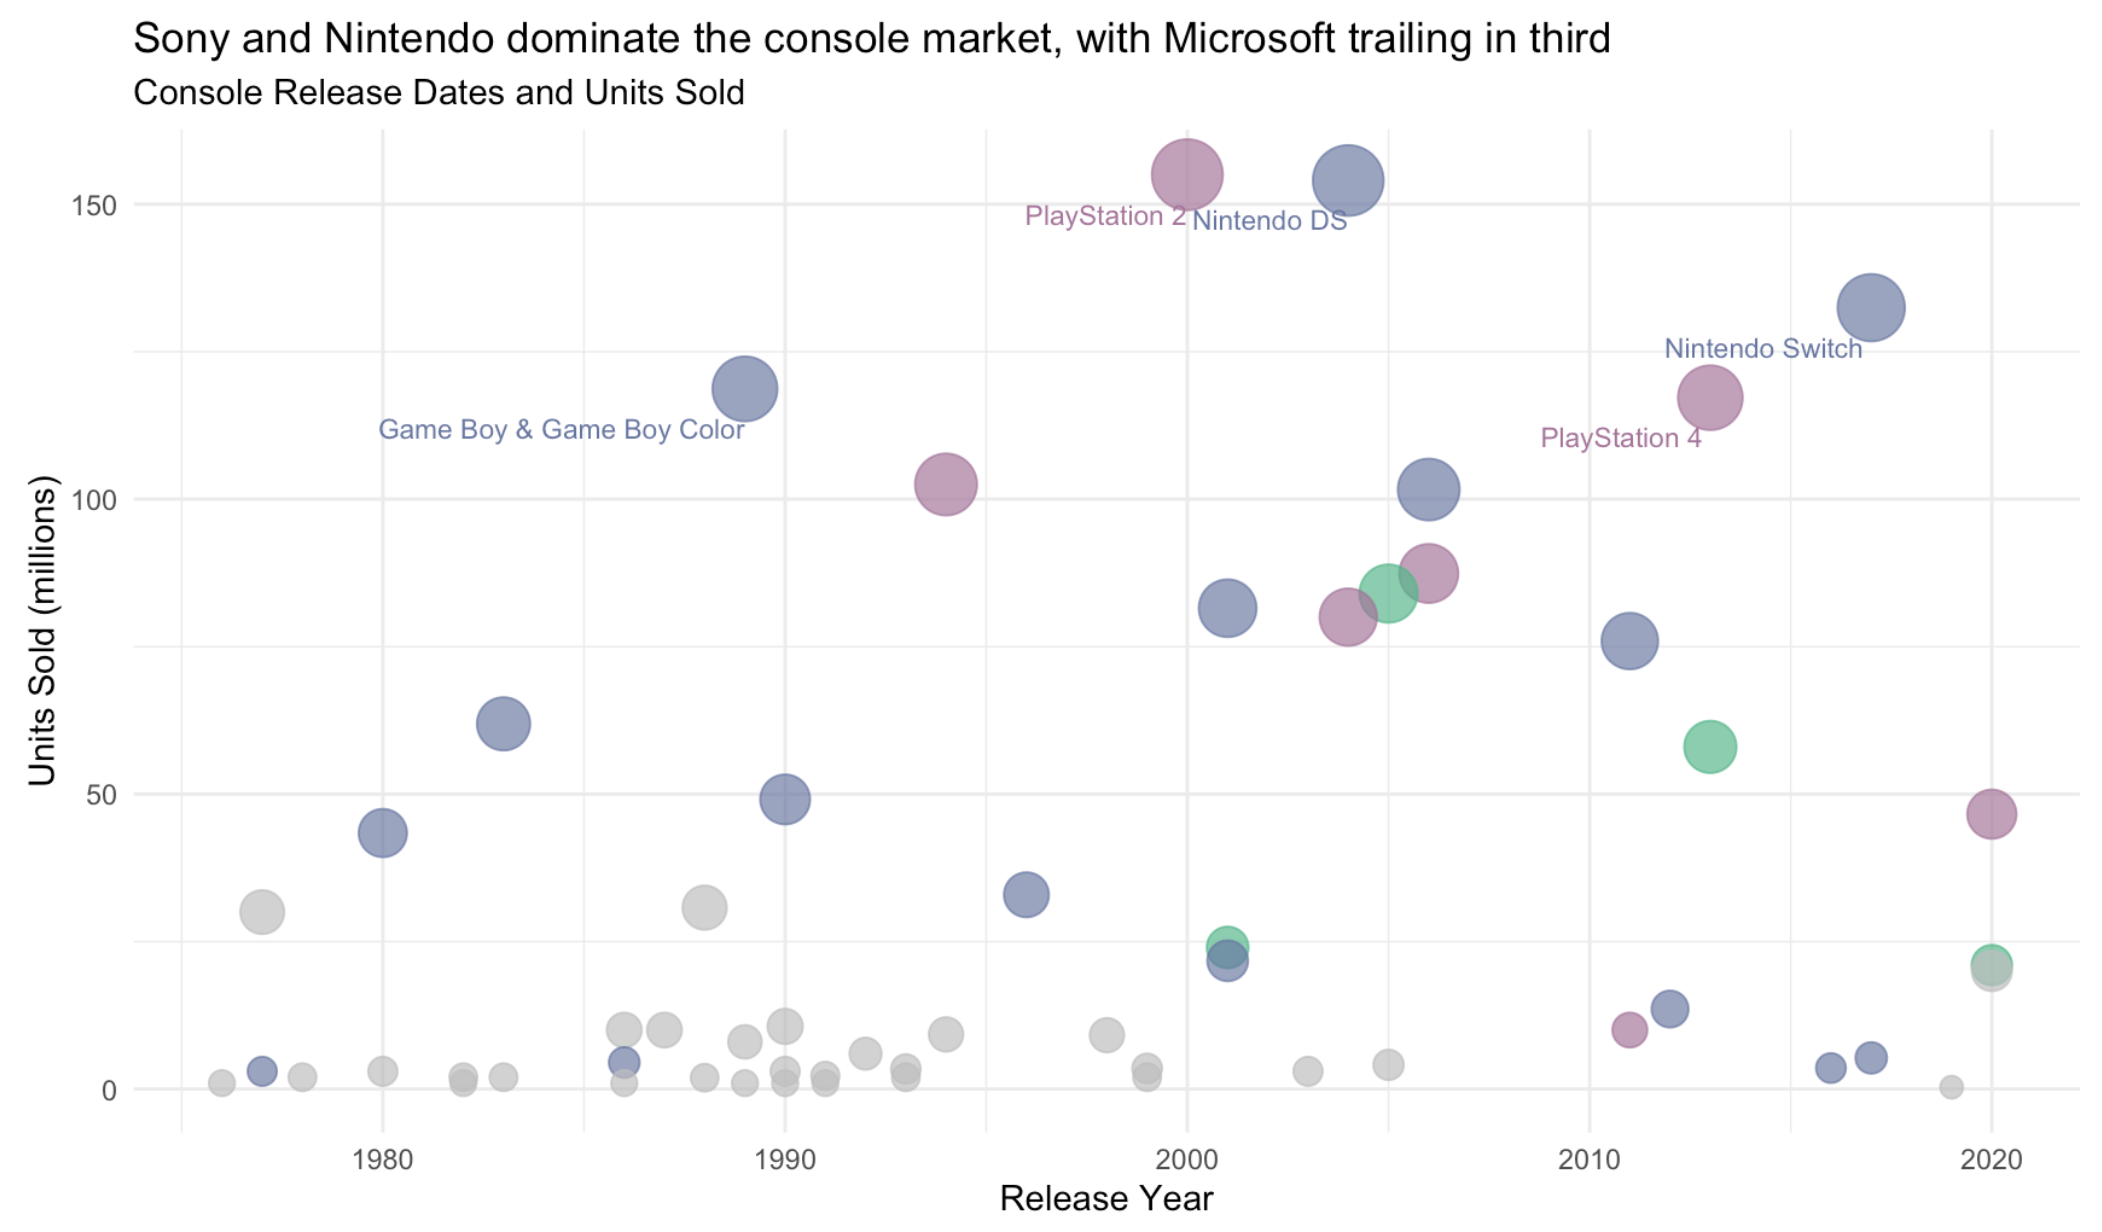 Sony and Nintendo dominate the console market, with Microsoft trailing in third
Console Release Dates and Units Sold
Units Sold (millions)
150
100
50
0
PlayStation 2
Nintendo DS
Nintendo Switch
Game Boy & Game Boy Color
PlayStation 4
1980
1990
2000
2010
2020
Release Year